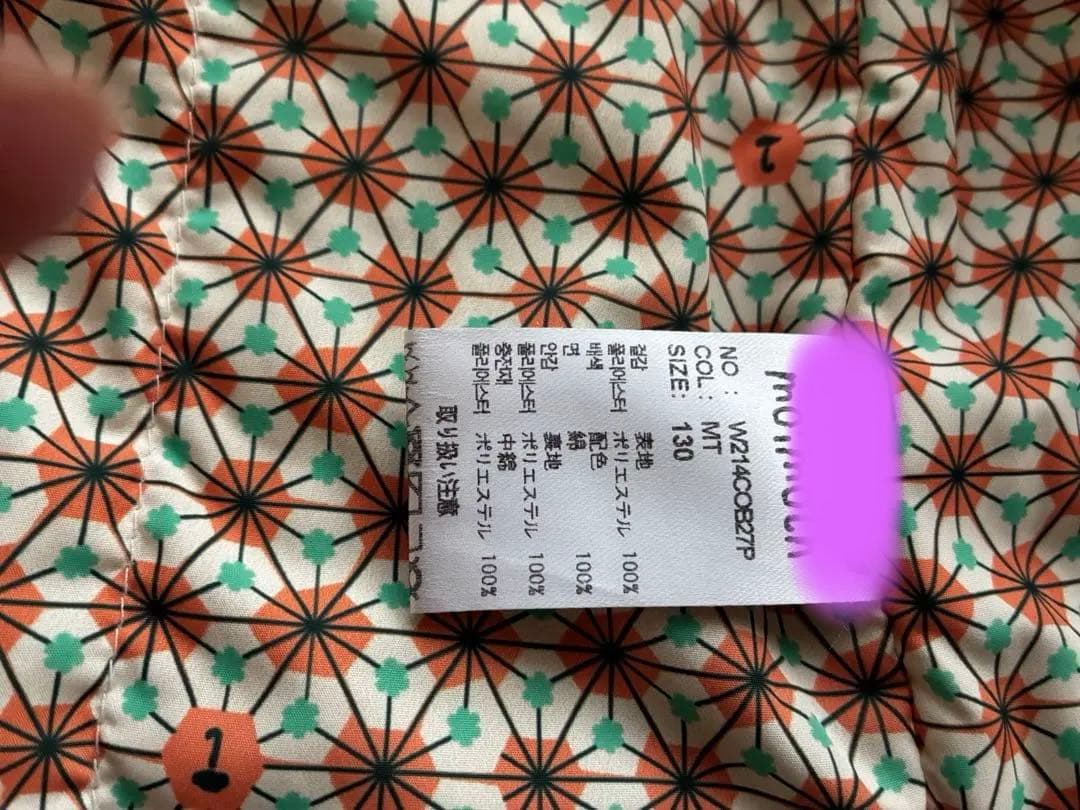 NO : W214COB27P
COL : MT
SIZE: 130
겉감 表地
폴리에스터 ポリエステル 100%
배색 配色
면 綿 100%
안감 裏地
폴리에스터 ポリエステル 100%
충전재 中綿
폴리에스터 ポリエステル 100%
取り扱い注意